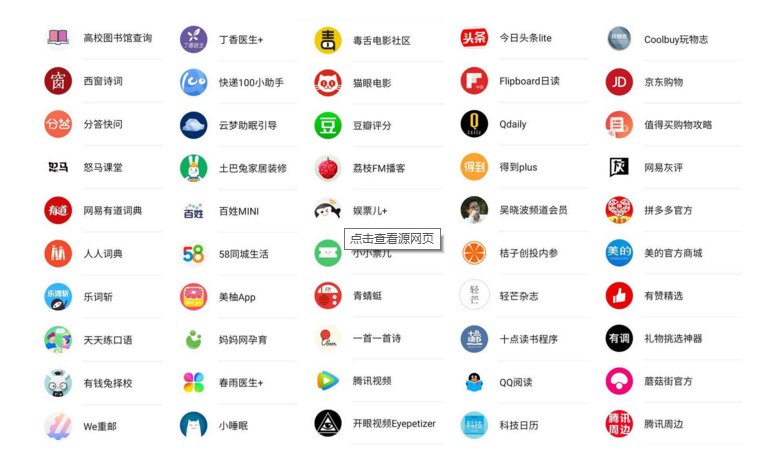 高校图书馆查询
丁香医生+
毒舌电影社区
今日头条lite
Coolbuy玩物志
西窗诗词
快递100小助手
猫眼电影
Flipboard日读
京东购物
分答快问
云梦助眠引导
豆瓣评分
Qdaily
值得买购物攻略
怒马课堂
土巴兔家居装修
荔枝FM播客
得到plus
网易灰评
网易有道词典
百姓MINI
娱票儿+
吴晓波频道会员
拼多多官方
点击查看源网页
人人词典
58同城生活
小小票儿
桔子创投内参
美的官方商城
乐词斩
美柚App
青蜻蜓
轻芒杂志
有赞精选
天天练口语
妈妈网孕育
一首一首诗
十点读书程序
礼物挑选神器
有钱兔择校
春雨医生+
腾讯视频
QQ阅读
蘑菇街官方
We重邮
小睡眠
开眼视频Eyepetizer
科技日历
腾讯周边